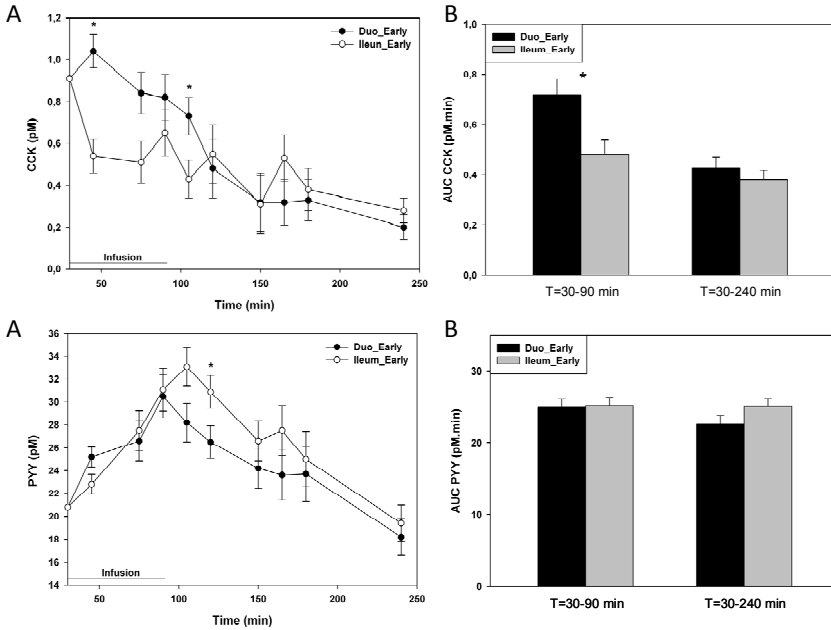 A
1,2
1,0
0,8
0,6
0,4
0,2
0,0
CCK (pM)
*
*
Duo_Early
Ileun_Early
Infusion
50 100 150 200 250
Time (min)
B
1,0
0,8
0,6
0,4
0,2
0,0
AUC CCK (pM.min)
Duo_Early
Ileum_Early
*
T=30-90 min T=30-240 min
A
36
34
32
30
28
26
24
22
20
18
16
14
PYY (pM)
*
Duo_Early
Ileum_Early
Infusion
50 100 150 200 250
Time (min)
B
30
20
10
0
AUC PYY (pM.min)
Duo_Early
Ileum_Early
T=30-90 min T=30-240 min